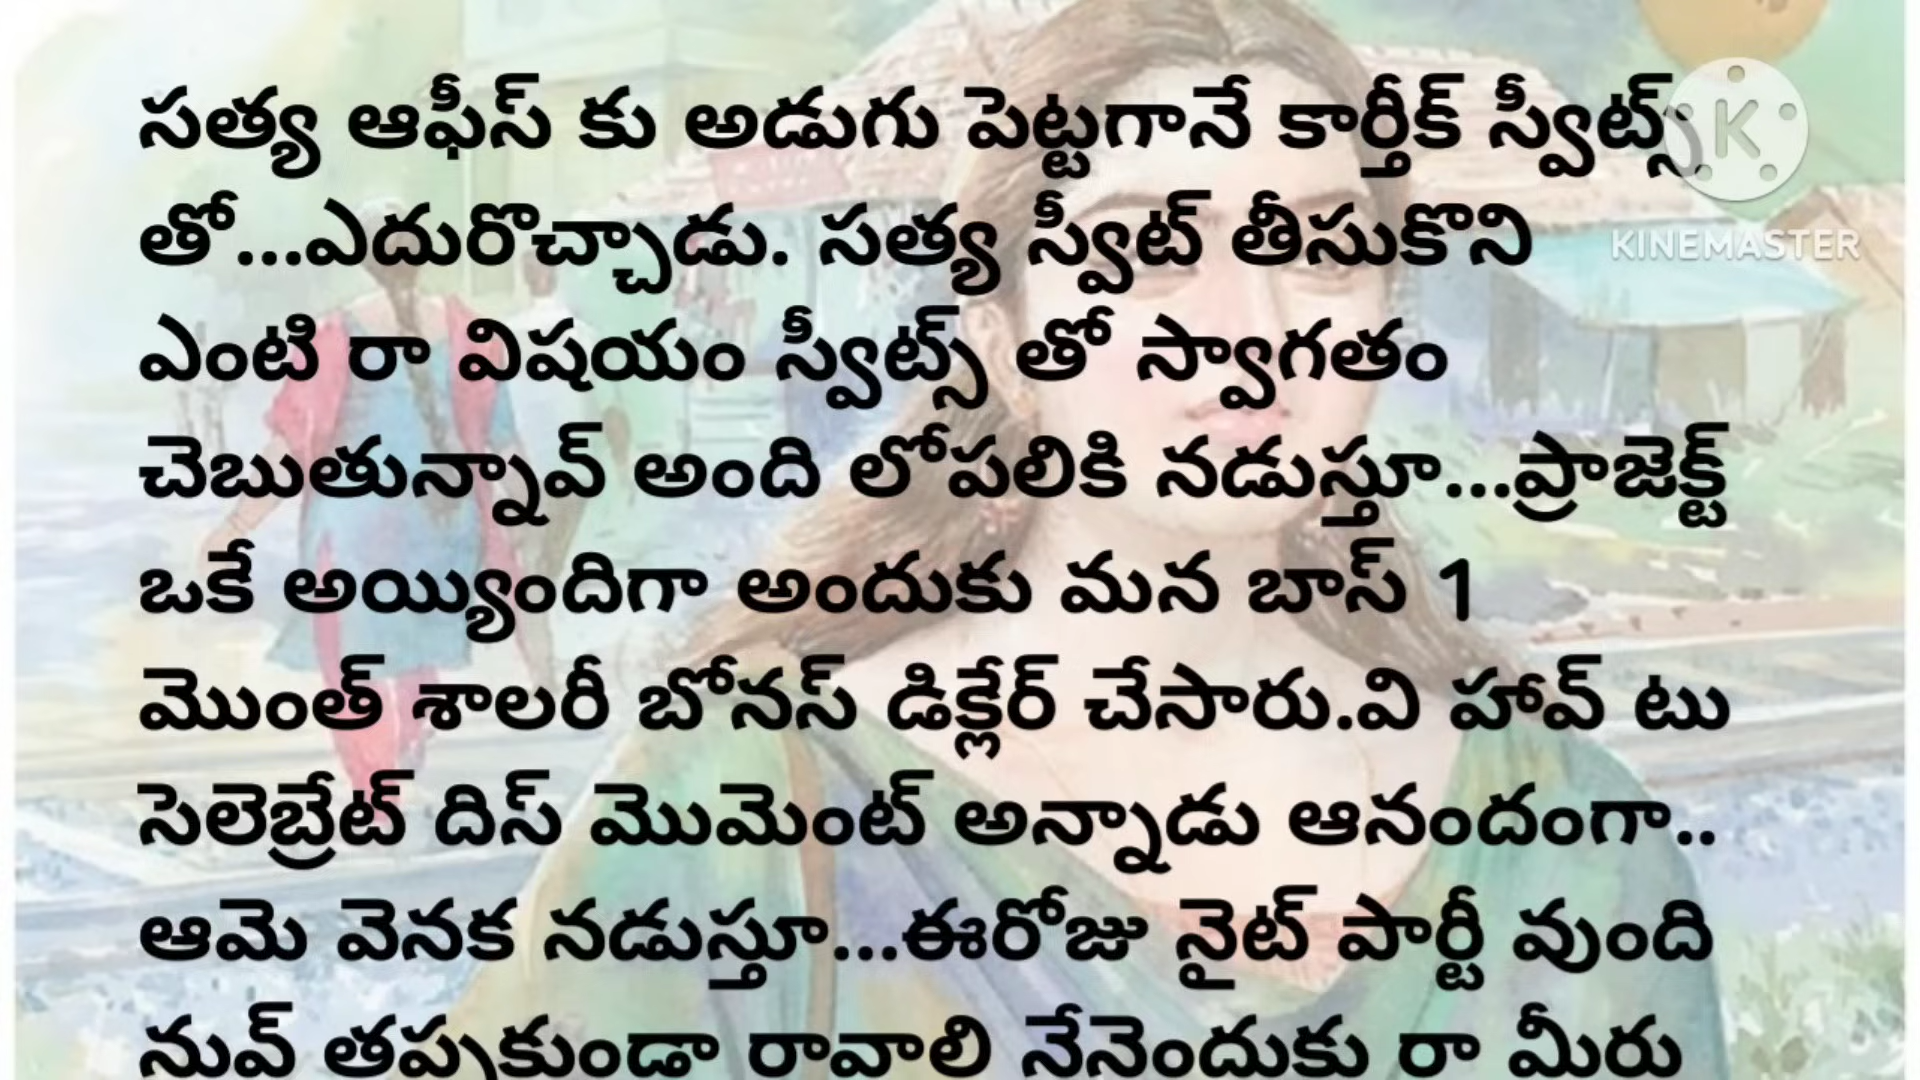 సత్య ఆఫీస్ కు అడుగు పెట్టగానే కార్తీక్ స్వీట్స్
తో...ఎదురొచ్చాడు. సత్య స్వీట్ తీసుకొని
ఎంటి రా విషయం స్వీట్స్ తో స్వాగతం
చెబుతున్నావ్ అంది లోపలికి నడుస్తూ...ప్రాజెక్ట్
ఒకే అయ్యిందిగా అందుకు మన బాస్ 1
మొంత్ శాలరీ బోనస్ డిక్లేర్ చేసారు.వి హావ్ టు
సెలెబ్రేట్ దిస్ మొమెంట్ అన్నాడు ఆనందంగా..
ఆమె వెనక నడుస్తూ...ఈరోజు నైట్ పార్టీ వుంది
నువ్ తప్పకుండా రావాలి నేనెందుకు రా మీరు
K
KINEMASTER